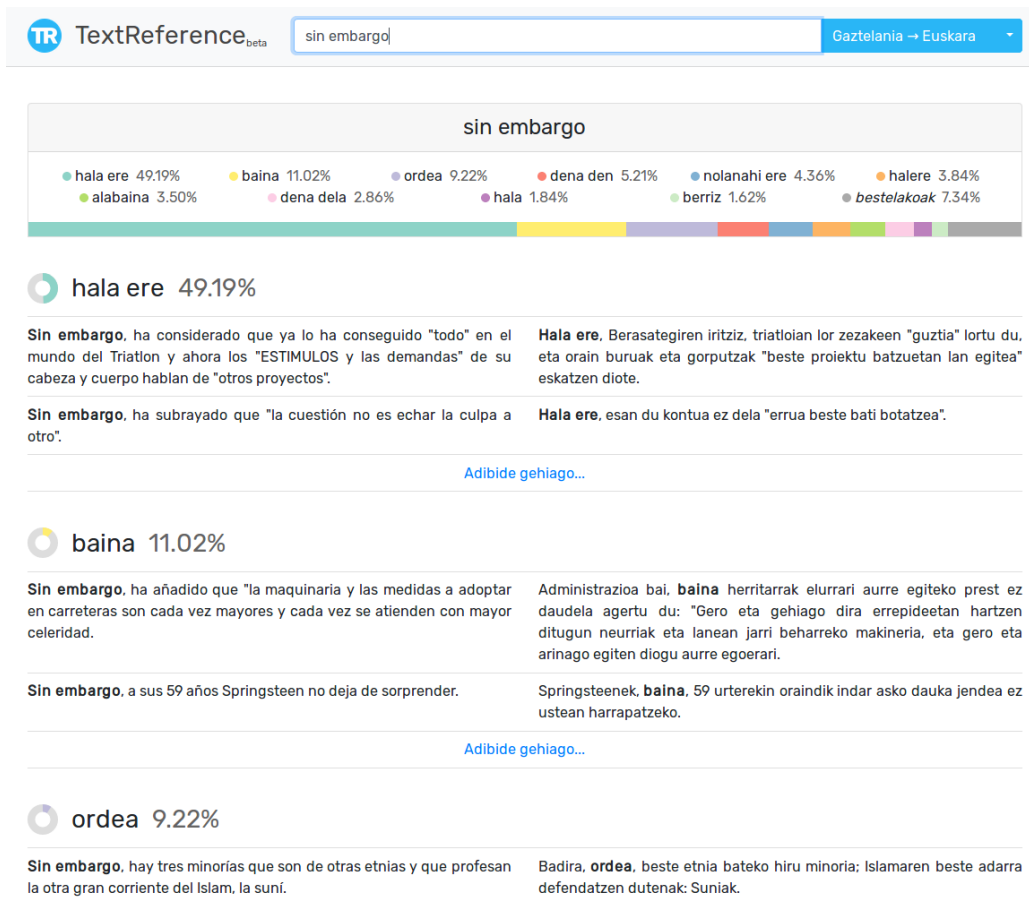 TR TextReference beta
sin embargo
Gaztelania → Euskara
sin embargo
hala ere 49.19% baina 11.02% ordea 9.22% dena den 5.21% nolanahi ere 4.36% halere 3.84%
alabaina 3.50% dena dela 2.86% hala 1.84% berriz 1.62% bestelakoak 7.34%
hala ere 49.19%
Sin embargo, ha considerado que ya lo ha conseguido "todo" en el
mundo del Triatlon y ahora los "ESTIMULOS y las demandas" de su
cabeza y cuerpo hablan de "otros proyectos".
Hala ere, Berasategiren iritziz, triatloian lor zezakeen "guztia" lortu du,
eta orain buruak eta gorputzak "beste proiektu batzuetan lan egitea"
eskatzen diote.
Sin embargo, ha subrayado que "la cuestión no es echar la culpa a
otro".
Hala ere, esan du kontua ez dela "errua beste bati botatzea".
Adibide gehiago...
baina 11.02%
Sin embargo, ha añadido que "la maquinaria y las medidas a adoptar
en carreteras son cada vez mayores y cada vez se atienden con mayor
celeridad.
Administrazioa bai, baina herritarrak elurrari aurre egiteko prest ez
daudela agertu du: "Gero eta gehiago dira errepideetan hartzen
ditugun neurriak eta lanean jarri beharreko makineria, eta gero eta
arinago egiten diogu aurre egoerari.
Sin embargo, a sus 59 años Springsteen no deja de sorprender.
Springsteenek, baina, 59 urterekin oraindik indar asko dauka jendea ez
ustean harrapatzeko.
Adibide gehiago...
ordea 9.22%
Sin embargo, hay tres minorías que son de otras etnias y que profesan
la otra gran corriente del Islam, la suní.
Badira, ordea, beste etnia bateko hiru minoria; Islamaren beste adarra
defendatzen dutenak: Suniak.